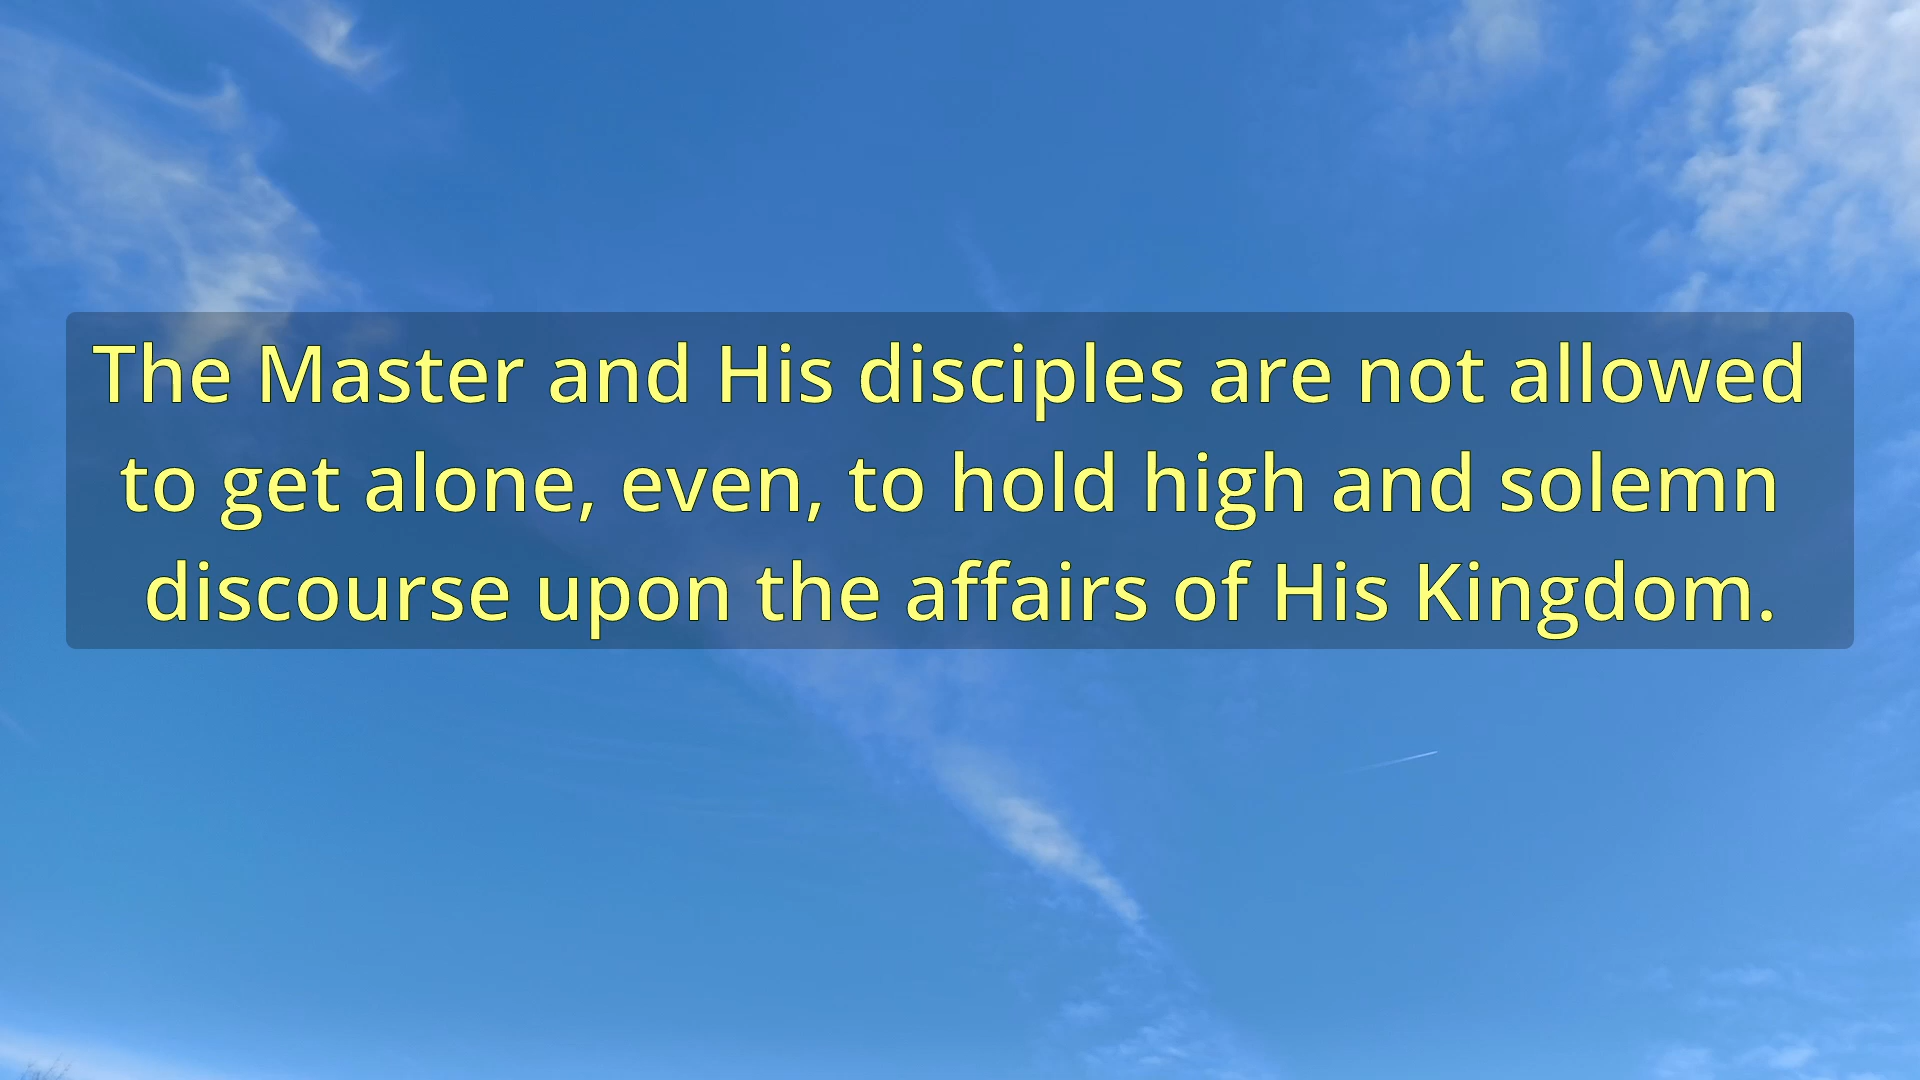 The Master and His disciples are not allowed
to get alone, even, to hold high and solemn
discourse upon the affairs of His Kingdom.